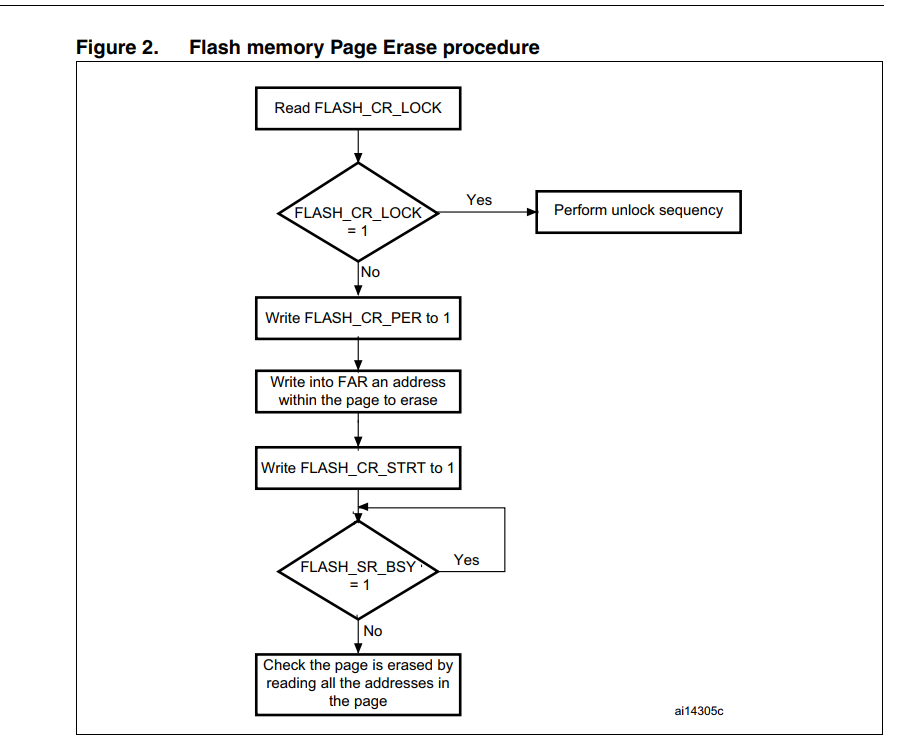 Figure 2. Flash memory Page Erase procedure
Read FLASH_CR_LOCK
FLASH_CR_LOCK
= 1
Yes
Perform unlock sequency
No
Write FLASH_CR_PER to 1
Write into FAR an address
within the page to erase
Write FLASH_CR_STRT to 1
FLASH_SR_BSY
= 1
Yes
No
Check the page is erased by
reading all the addresses in
the page
ai14305c